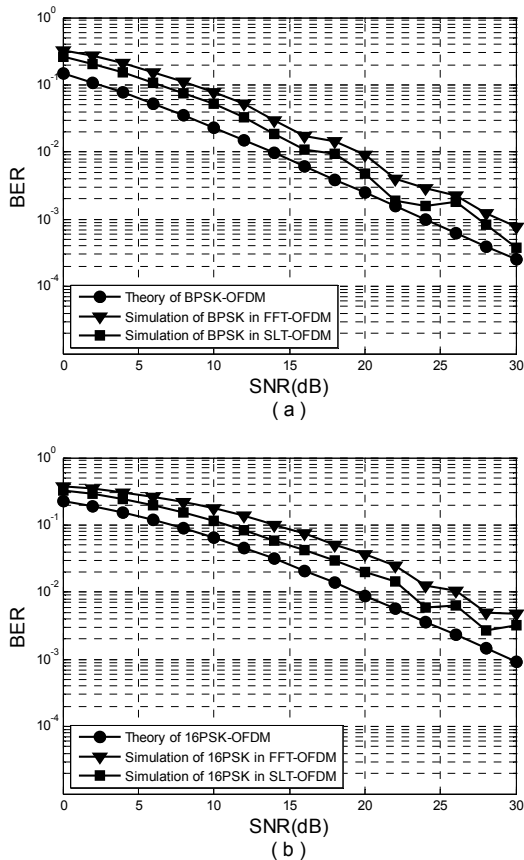 10^0
10^-1
10^-2
10^-3
10^-4
BER
Theory of BPSK-OFDM
Simulation of BPSK in FFT-OFDM
Simulation of BPSK in SLT-OFDM
0 5 10 15 20 25 30
SNR(dB)
( a )
10^0
10^-1
10^-2
10^-3
10^-4
BER
Theory of 16PSK-OFDM
Simulation of 16PSK in FFT-OFDM
Simulation of 16PSK in SLT-OFDM
0 5 10 15 20 25 30
SNR(dB)
( b )